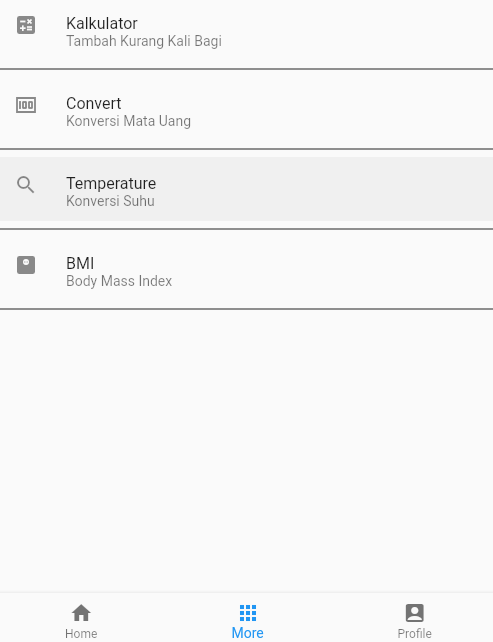 Kalkulator
Tambah Kurang Kali Bagi
Convert
Konversi Mata Uang
Temperature
Konversi Suhu
BMI
Body Mass Index
Home
More
Profile